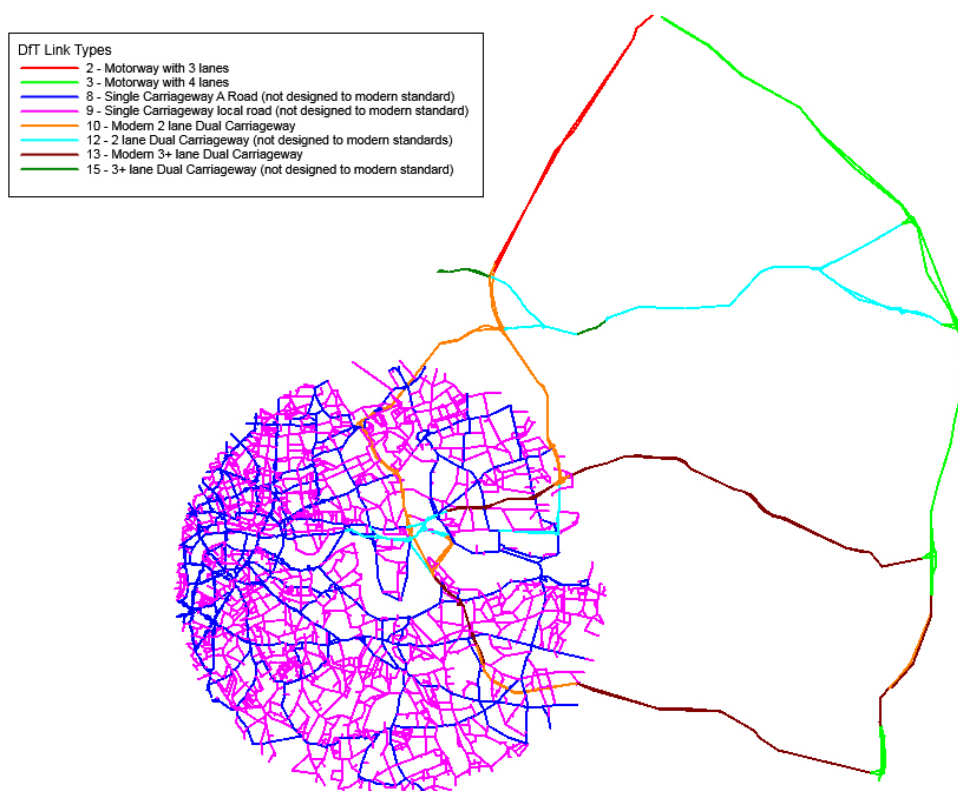 DfT Link Types
2 - Motorway with 3 lanes
3 - Motorway with 4 lanes
8 - Single Carriageway A Road (not designed to modern standard)
9 - Single Carriageway local road (not designed to modern standard)
10 - Modern 2 lane Dual Carriageway
12 - 2 lane Dual Carriageway (not designed to modern standards)
13 - Modern 3+ lane Dual Carriageway
15 - 3+ lane Dual Carriageway (not designed to modern standard)